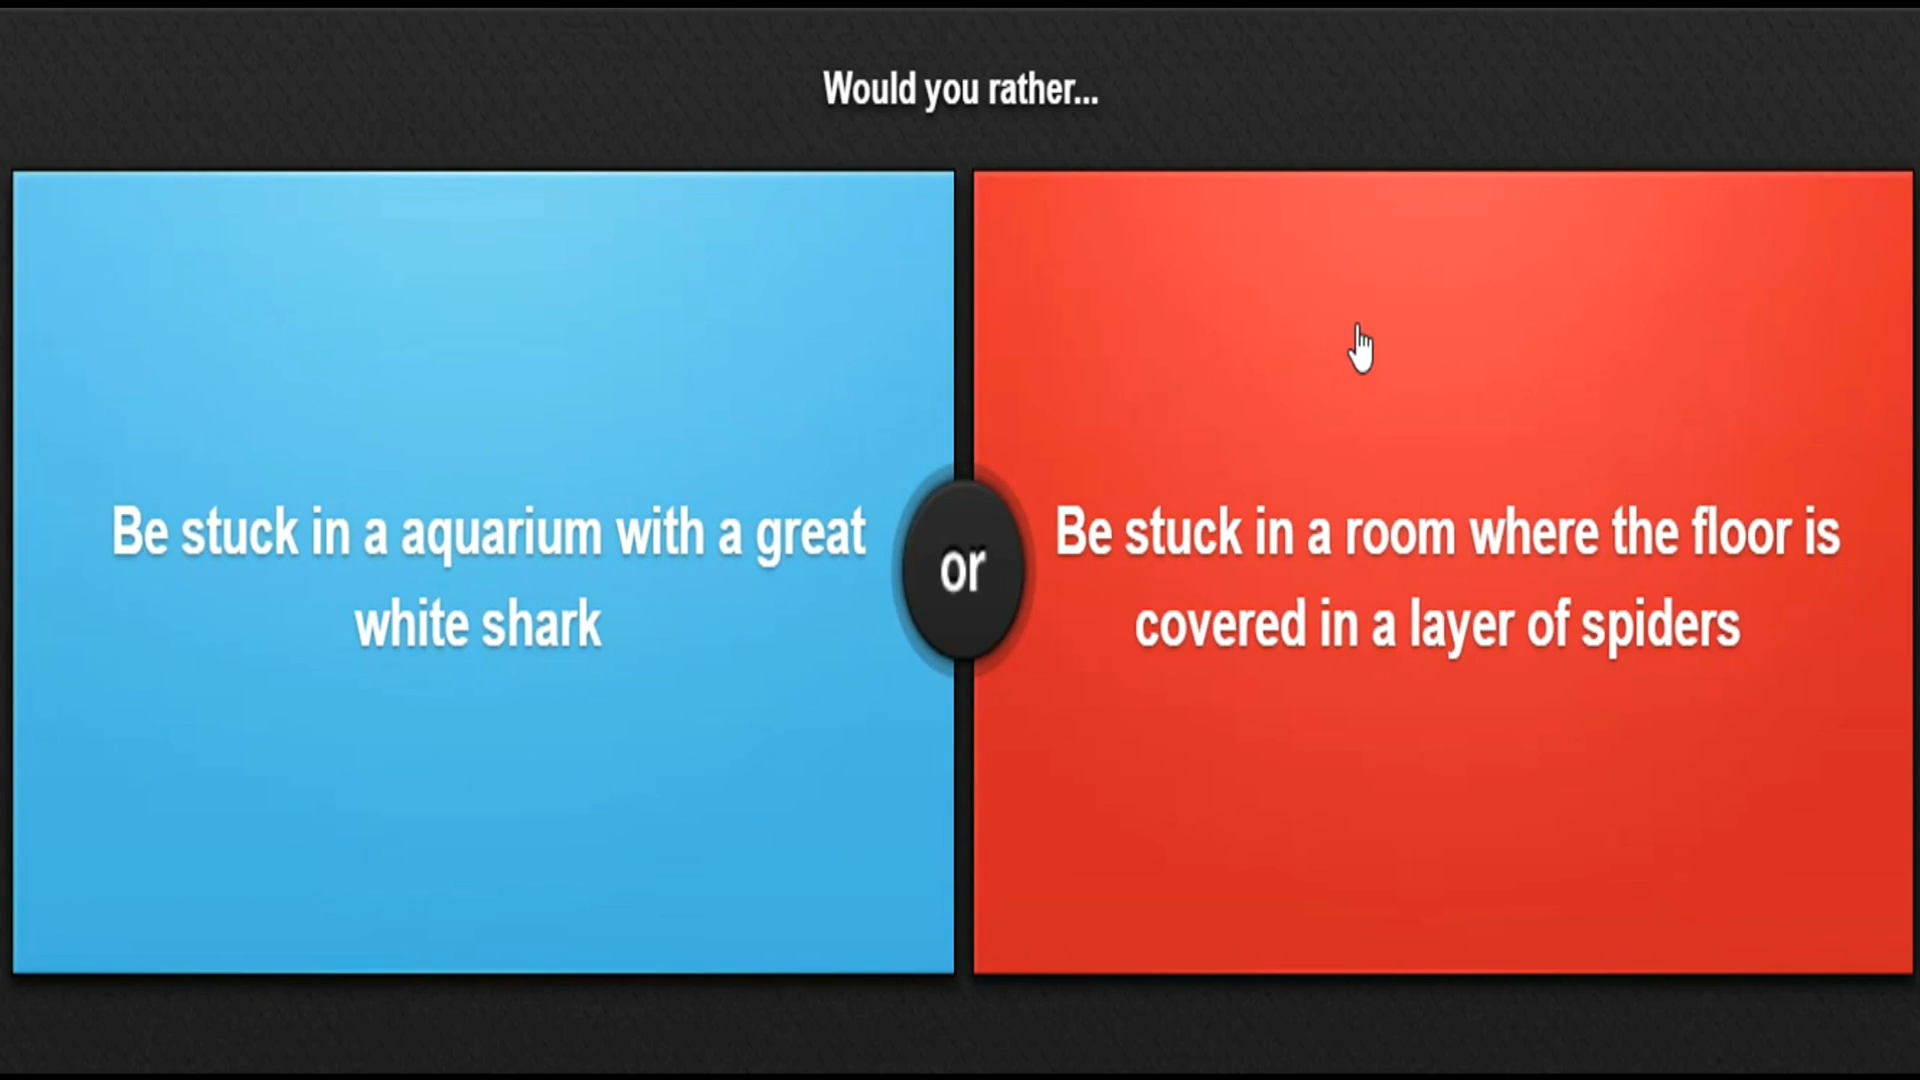 Would you rather...
Be stuck in a aquarium with a great
white shark
or
Be stuck in a room where the floor is
covered in a layer of spiders